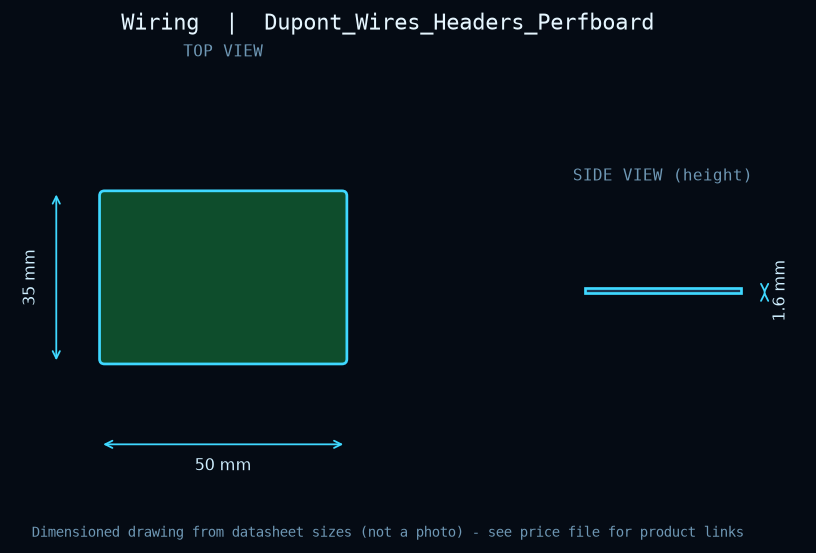 Wiring  |  Dupont_Wires_Headers_Perfboard
TOP VIEW
SIDE VIEW (height)
35 mm
1.6 mm
50 mm
Dimensioned drawing from datasheet sizes (not a photo) - see price file for product links